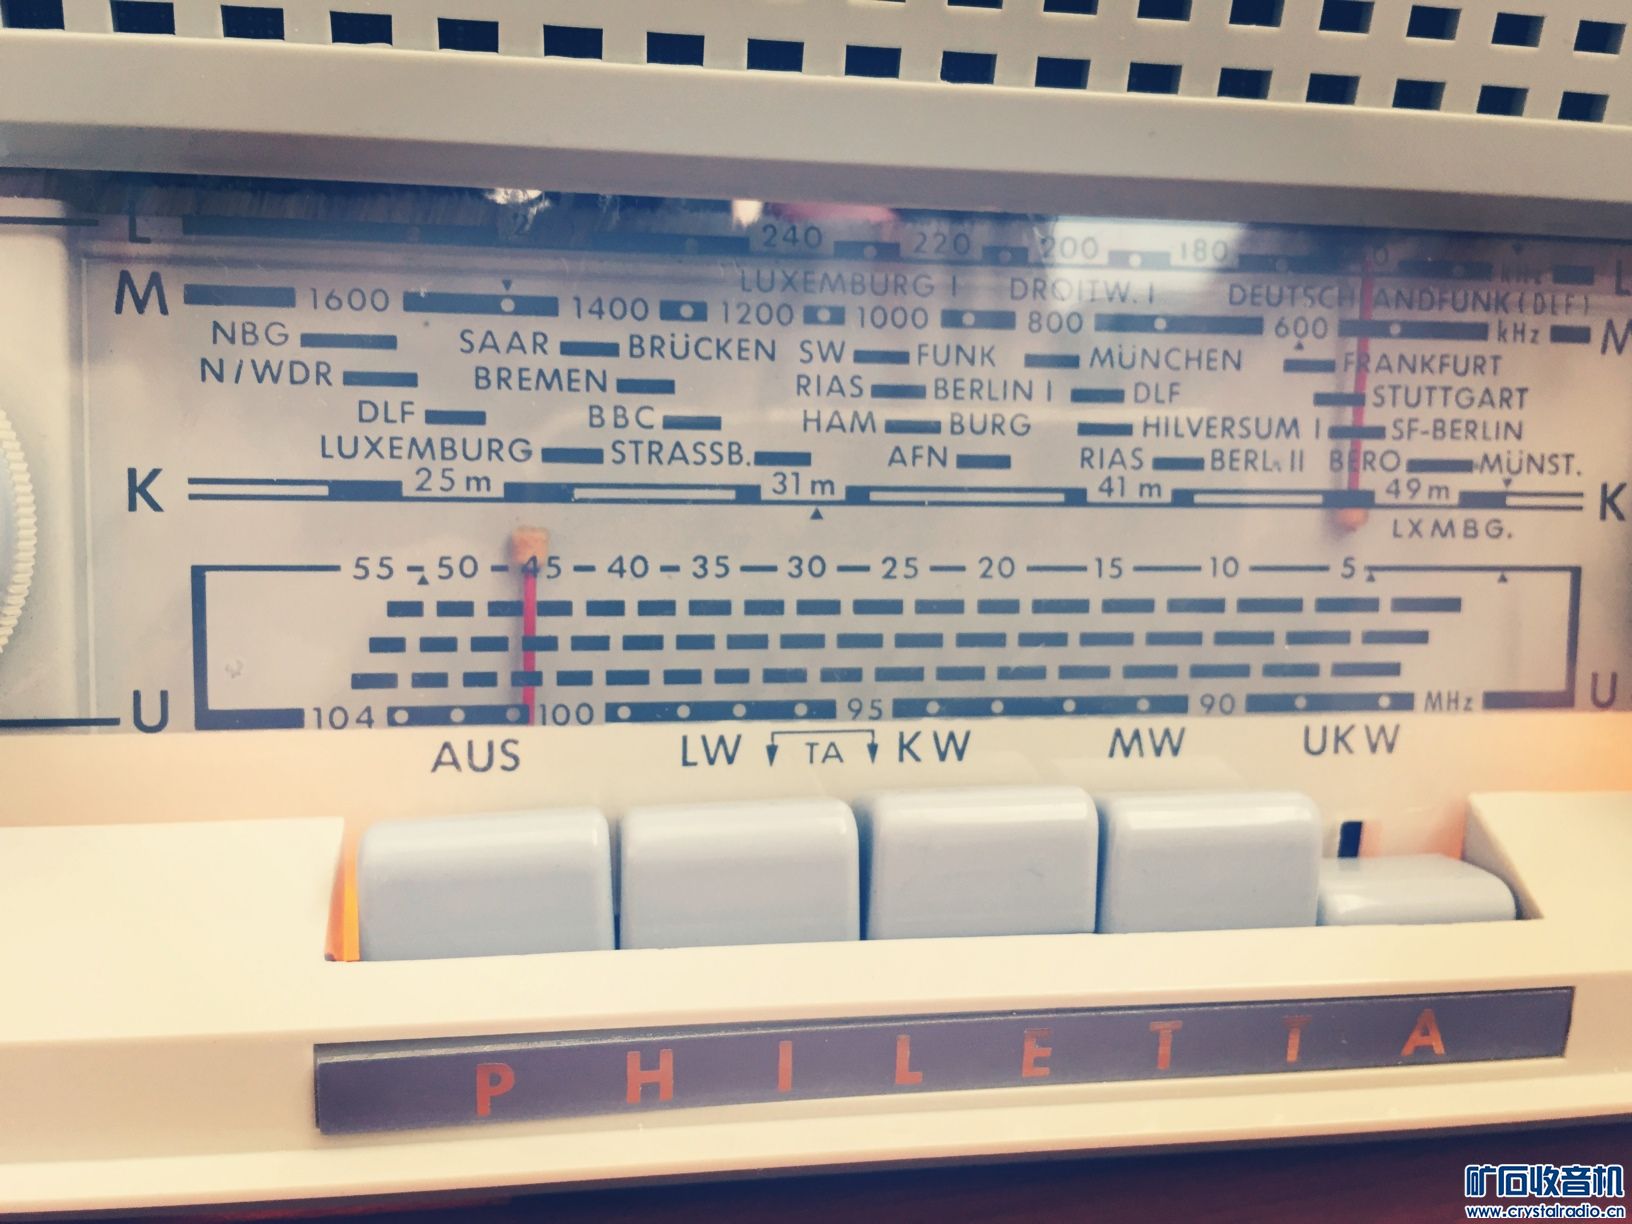 L 240 220 200 180 kHz L
LUXEMBURG I DROITW. I DEUTSCHLANDFUNK (DLF)
M 1600 1400 1200 1000 800 600 kHz M
NBG SAAR BRÜCKEN SW FUNK MÜNCHEN FRANKFURT
N/WDR BREMEN RIAS BERLIN I DLF STUTTGART
DLF BBC HAM BURG HILVERSUM I SF-BERLIN
LUXEMBURG STRASSB. AFN RIAS BERL. II BERO MÜNST.
K 25 m 31 m 41 m 49 m K
LXMBG.
55 50 45 40 35 30 25 20 15 10 5
U 104 100 95 90 MHz U
AUS LW TA KW MW UKW
PHILETTA
矿石收音机
www.crystalradio.cn